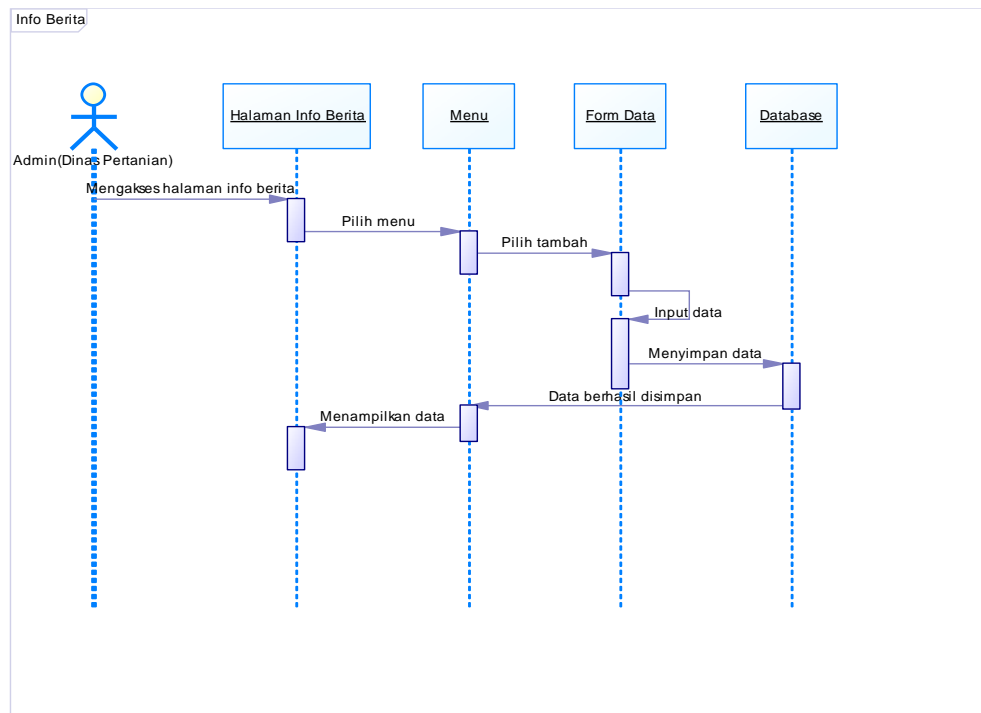 Info Berita
Halaman Info Berita
Menu
Form Data
Database
Admin(Dinas Pertanian)
Mengakses halaman info berita
Pilih menu
Pilih tambah
Input data
Menyimpan data
Data berhasil disimpan
Menampilkan data